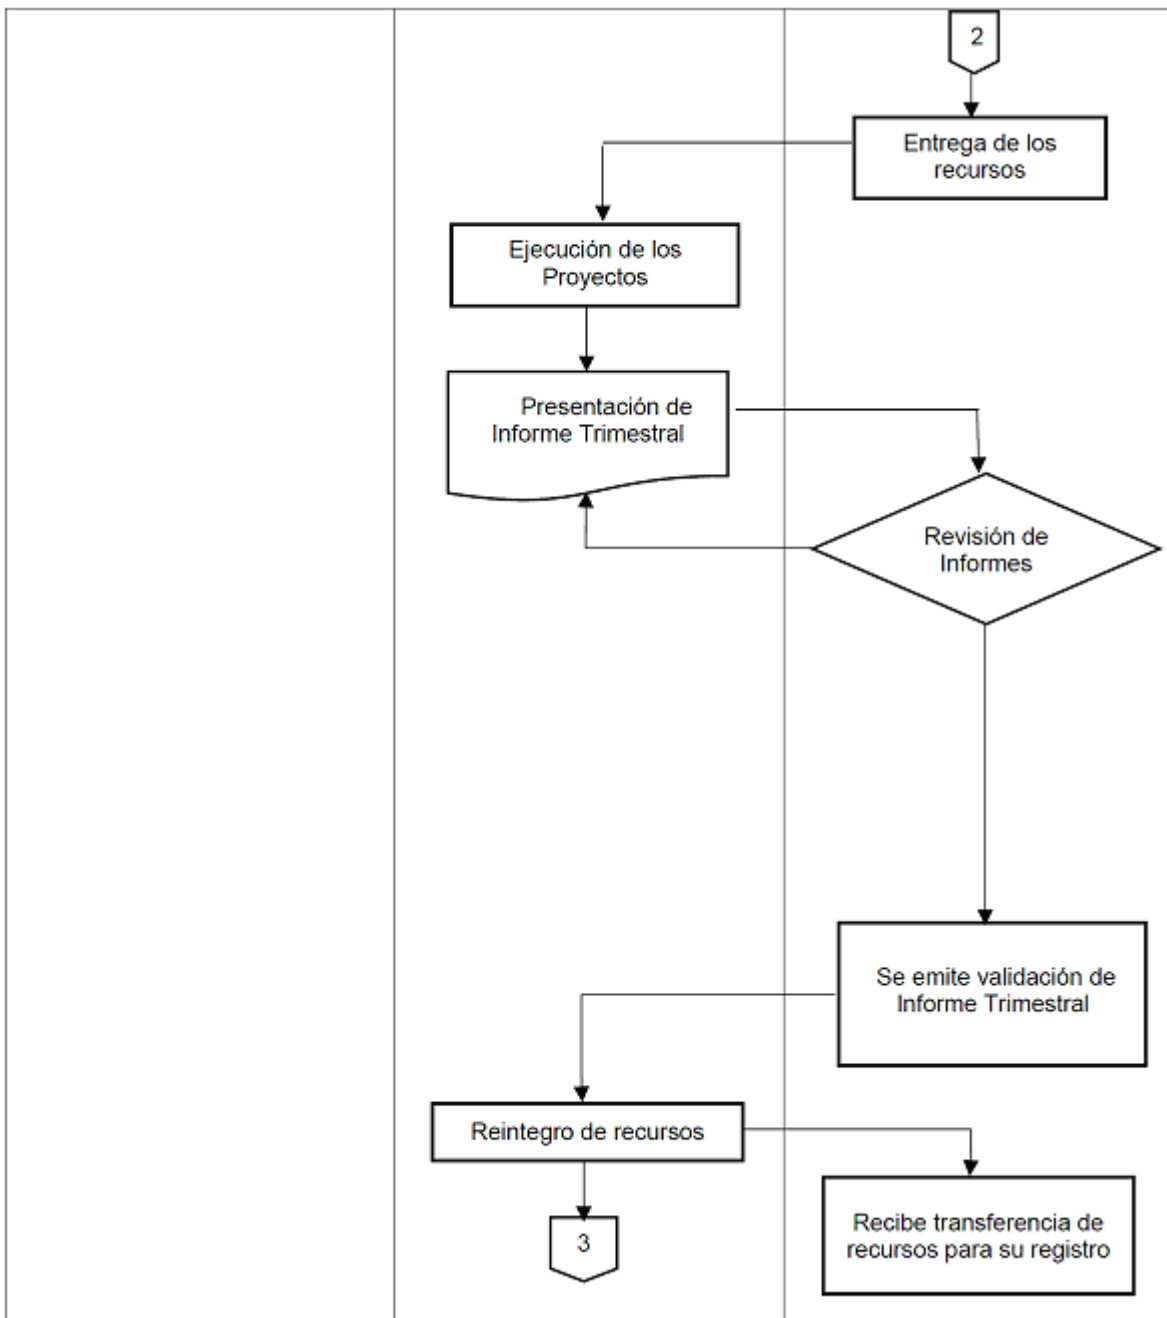 2
Entrega de los
recursos
Ejecución de los
Proyectos
Presentación de
Informe Trimestral
Revisión de
Informes
Se emite validación de
Informe Trimestral
Reintegro de recursos
Recibe transferencia de
recursos para su registro
3